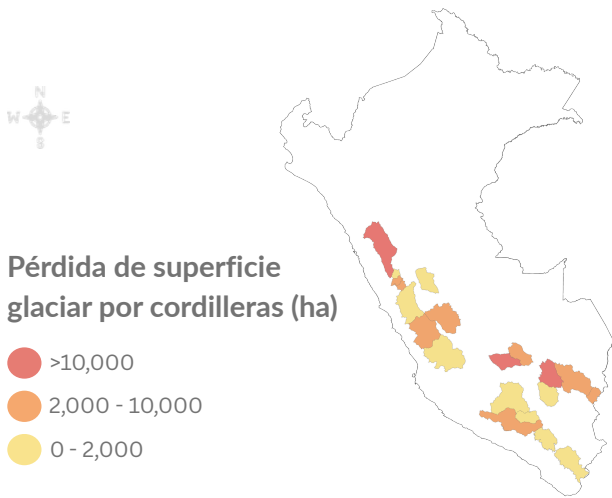 N
W E
S
Pérdida de superficie
glaciar por cordilleras (ha)
>10,000
2,000 - 10,000
0 - 2,000